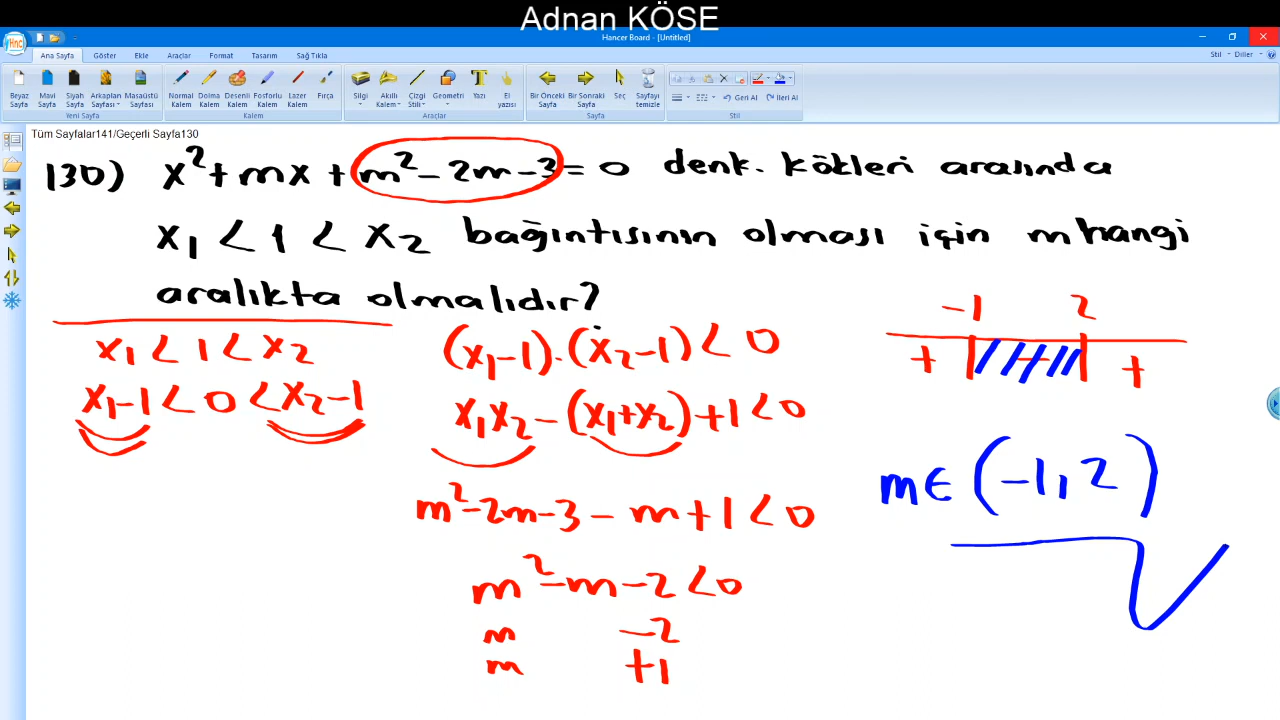 Adnan KÖSE
Hancer Board - [Untitled]
Hnc
Ana Sayfa Göster Ekle Araçlar Format Tasarım Sağ Tıkla Stil Diller
Beyaz Sayfa Mavi Sayfa Siyah Sayfa Arkaplan Sayfası Masaüstü Sayfası Normal Kalem Dolma Kalem Desenli Kalem Fosforlu Kalem Lazer Kalem Fırça Silgi Akıllı Kalem Çizgi Stili Geometri Yazı El yazısı Bir Önceki Sayfa Bir Sonraki Sayfa Seç Sayfayı temizle Geri Al İleri Al
Yeni Sayfa Kalem Araçlar Sayfa Stil
Tüm Sayfalar141/Geçerli Sayfa130
130) x² + mx + m² - 2m - 3 = 0 denk. kökleri arasında
x₁ < 1 < x₂ bağıntısının olması için m hangi
aralıkta olmalıdır?
x₁ < 1 < x₂
x₁-1 < 0 < x₂-1
(x₁-1).(x₂-1) < 0
x₁x₂ - (x₁+x₂) + 1 < 0
m² - 2m - 3 - m + 1 < 0
m² - m - 2 < 0
m -2
m +1
-1 2
+ - +
m ∈ (-1, 2)